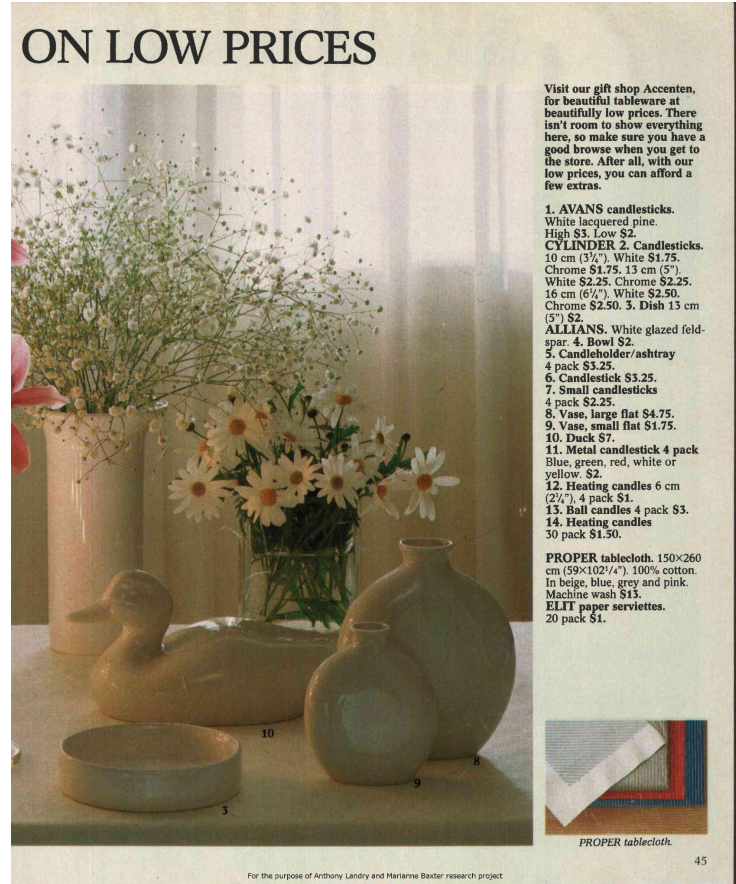 ON LOW PRICES
Visit our gift shop Accenten,
for beautiful tableware at
beautifully low prices. There
isn't room to show everything
here, so make sure you have a
good browse when you get to
the store. After all, with our
low prices, you can afford a
few extras.
1. AVANS candlesticks.
White lacquered pine.
High $3. Low $2.
CYLINDER 2. Candlesticks.
10 cm (3¾"). White $1.75.
Chrome $1.75. 13 cm (5").
White $2.25. Chrome $2.25.
16 cm (6¼"). White $2.50.
Chrome $2.50. 3. Dish 13 cm
(5") $2.
ALLIANS. White glazed feld-
spar. 4. Bowl $2.
5. Candleholder/ashtray
4 pack $3.25.
6. Candlestick $3.25.
7. Small candlesticks
4 pack $2.25.
8. Vase, large flat $4.75.
9. Vase, small flat $1.75.
10. Duck $7.
11. Metal candlestick 4 pack
Blue, green, red, white or
yellow. $2.
12. Heating candles 6 cm
(2¼"), 4 pack $1.
13. Ball candles 4 pack $3.
14. Heating candles
30 pack $1.50.
PROPER tablecloth. 150×260
cm (59×102¼"). 100% cotton.
In beige, blue, grey and pink.
Machine wash $13.
ELIT paper serviettes.
20 pack $1.
10
8
9
3
PROPER tablecloth.
45
For the purpose of Anthony Landry and Marianne Baxter research project